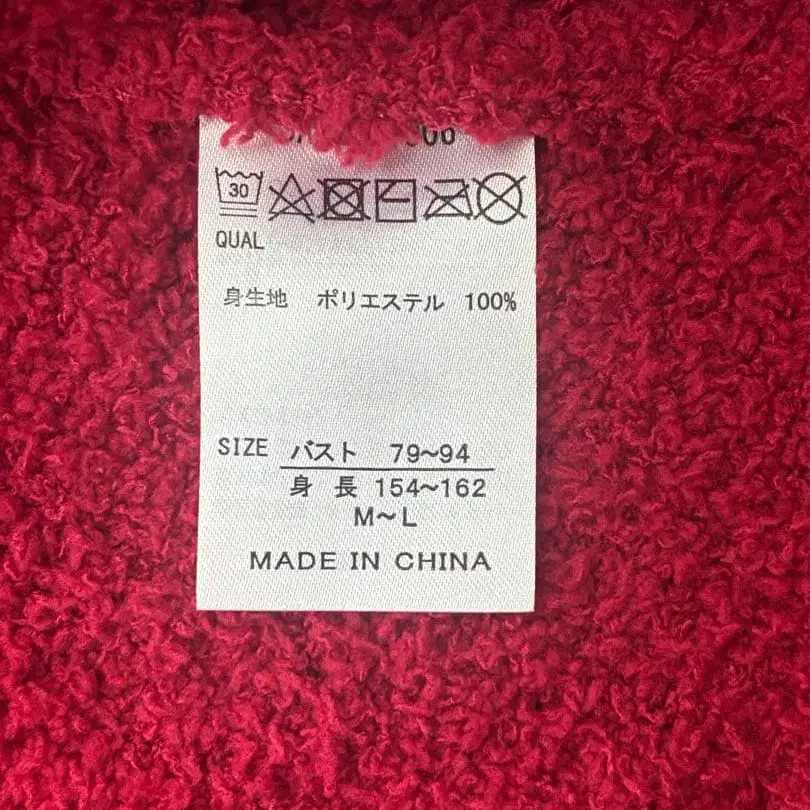 30
QUAL
身生地 ポリエステル 100%
SIZE バスト 79~94
身 長 154~162
M~L
MADE IN CHINA